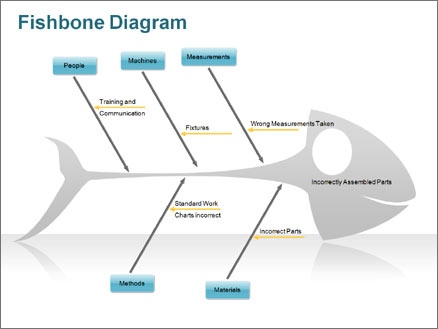 Fishbone Diagram
People
Machines
Measurements
Training and
Communication
Fixtures
Wrong Measurements Taken
Incorrectly Assembled Parts
Standard Work
Charts incorrect
Incorrect Parts
Methods
Materials